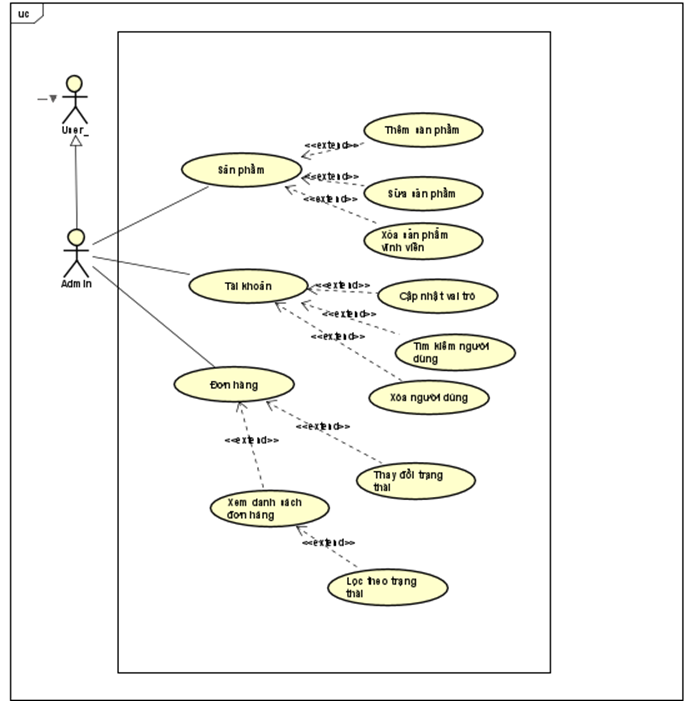 uc
User_
Admin
Sản phẩm
Thêm sản phẩm
<<extend>>
<<extend>>
Sửa sản phẩm
<<extend>>
Xóa sản phẩm
vĩnh viễn
Tài khoản
<<extend>>
Cập nhật vai trò
<<extend>>
Tìm kiếm người
dùng
<<extend>>
Xóa người dùng
Đơn hàng
<<extend>>
<<extend>>
Thay đổi trạng
thái
Xem danh sách
đơn hàng
<<extend>>
Lọc theo trạng
thái